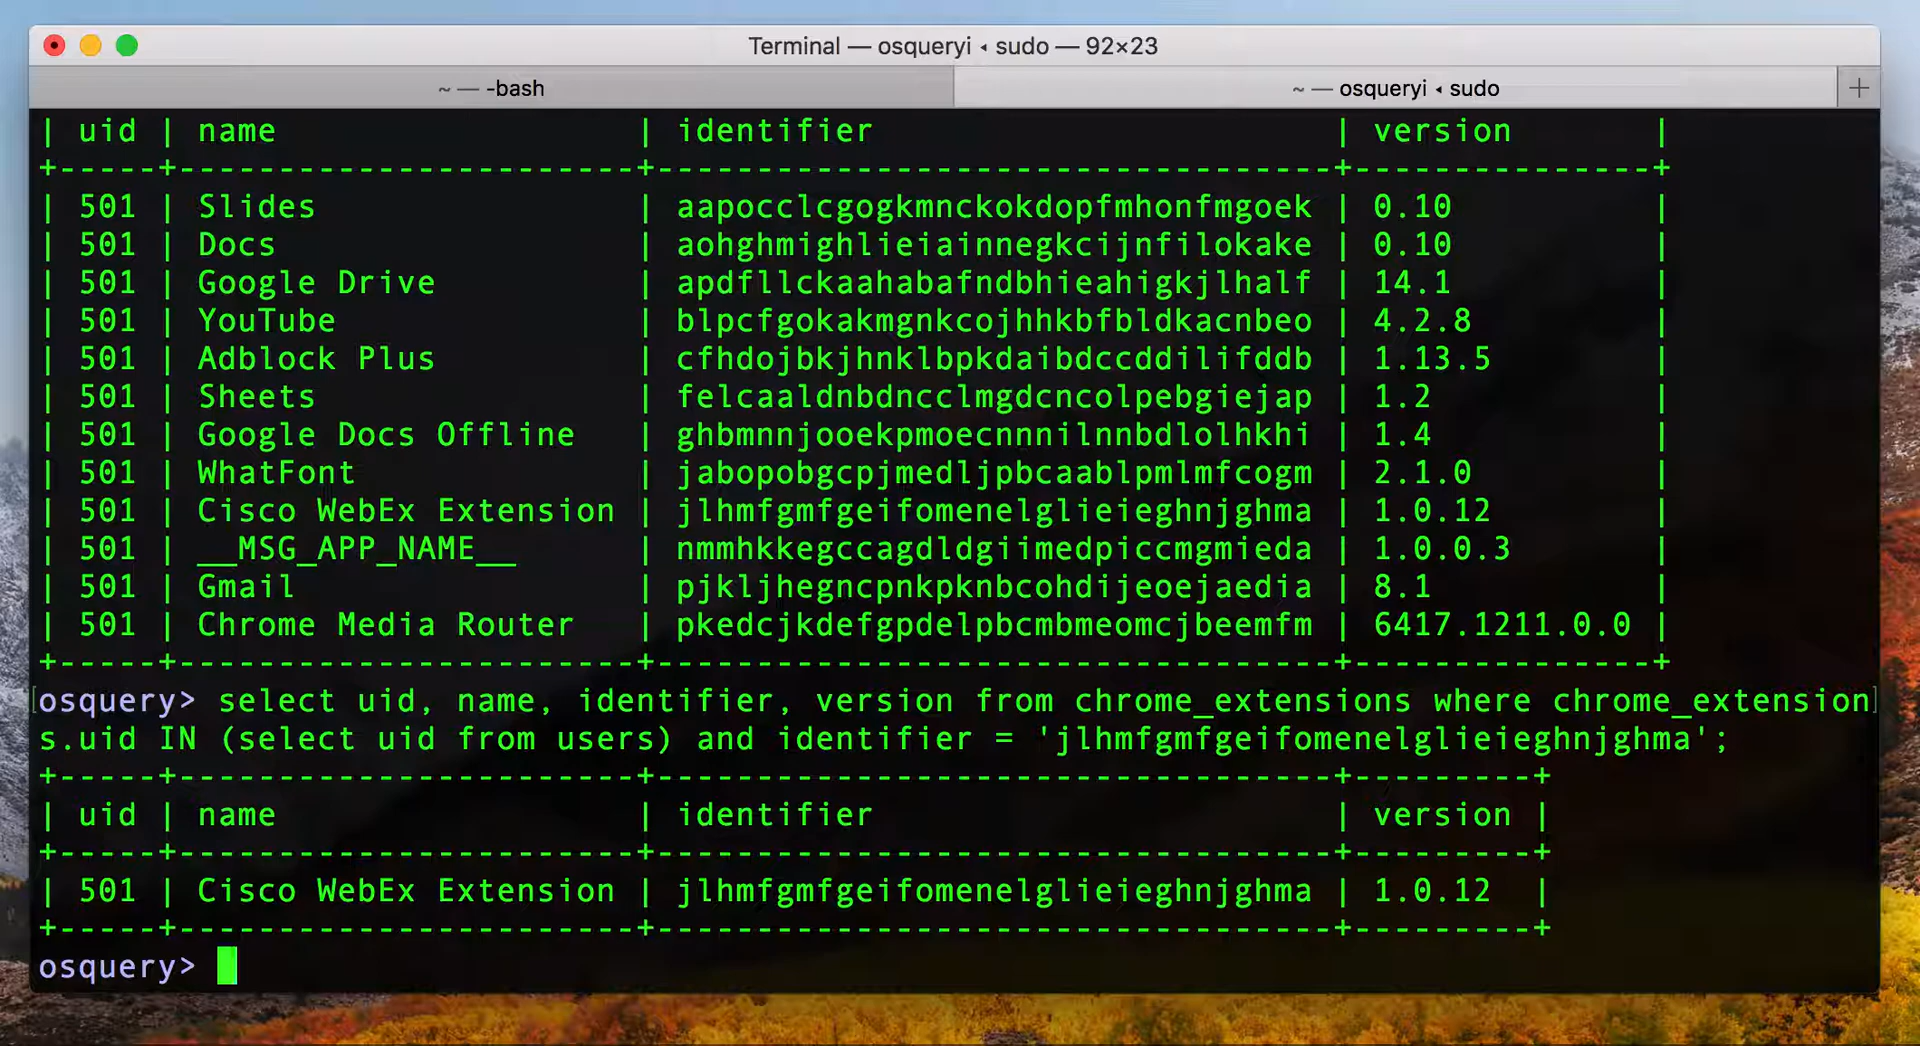 Terminal — osqueryi ◂ sudo — 92×23
~ — -bash
~ — osqueryi ◂ sudo
| uid | name                  | identifier                       | version       |
+-----+-----------------------+----------------------------------+---------------+
| 501 | Slides                | aapocclcgogkmnckokdopfmhonfmgoek | 0.10          |
| 501 | Docs                  | aohghmighlieiainnegkcijnfilokake | 0.10          |
| 501 | Google Drive          | apdfllckaahabafndbhieahigkjlhalf | 14.1          |
| 501 | YouTube               | blpcfgokakmgnkcojhhkbfbldkacnbeo | 4.2.8         |
| 501 | Adblock Plus          | cfhdojbkjhnklbpkdaibdccddilifddb | 1.13.5        |
| 501 | Sheets                | felcaaldnbdncclmgdcncolpebgiejap | 1.2           |
| 501 | Google Docs Offline   | ghbmnnjooekpmoecnnnilnnbdlolhkhi | 1.4           |
| 501 | WhatFont              | jabopobgcpjmedljpbcaablpmlmfcogm | 2.1.0         |
| 501 | Cisco WebEx Extension | jlhmfgmfgeifomenelglieieghnjghma | 1.0.12        |
| 501 | __MSG_APP_NAME__      | nmmhkkegccagdldgiimedpiccmgmieda | 1.0.0.3       |
| 501 | Gmail                 | pjkljhegncpnkpknbcohdijeoejaedia | 8.1           |
| 501 | Chrome Media Router   | pkedcjkdefgpdelpbcmbmeomcjbeemfm | 6417.1211.0.0 |
+-----+-----------------------+----------------------------------+---------------+
osquery> select uid, name, identifier, version from chrome_extensions where chrome_extension
s.uid IN (select uid from users) and identifier = 'jlhmfgmfgeifomenelglieieghnjghma';
+-----+-----------------------+----------------------------------+---------+
| uid | name                  | identifier                       | version |
+-----+-----------------------+----------------------------------+---------+
| 501 | Cisco WebEx Extension | jlhmfgmfgeifomenelglieieghnjghma | 1.0.12  |
+-----+-----------------------+----------------------------------+---------+
osquery>